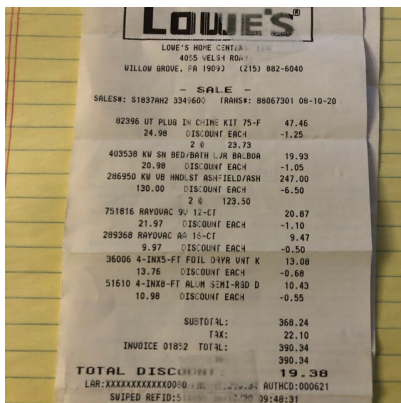 LOWE'S
LOWE'S HOME CENTERS,
4055 WELSH ROAD
WILLOW GROVE, PA 19090 (215) 882-6040
- SALE -
SALES#: S1837AH2 3349600 TRANS#: 88067301 08-10-20
82396 UT PLUG IN CHIME KIT 75-F 47.46
24.98 DISCOUNT EACH -1.25
2 @ 23.73
403538 KW SN BED/BATH LVR BALBOA 19.93
20.98 DISCOUNT EACH -1.05
286950 KW VB HNDLST ASHFIELD/ASH 247.00
130.00 DISCOUNT EACH -6.50
2 @ 123.50
751816 RAYOVAC 9V 12-CT 20.87
21.97 DISCOUNT EACH -1.10
289368 RAYOVAC AA 16-CT 9.47
9.97 DISCOUNT EACH -0.50
36006 4-INX5-FT FOIL DRYR VNT K 13.08
13.76 DISCOUNT EACH -0.68
51610 4-INX8-FT ALUM SEMI-RGD D 10.43
10.98 DISCOUNT EACH -0.55
SUBTOTAL: 368.24
TAX: 22.10
INVOICE 01852 TOTAL: 390.34
390.34
TOTAL DISCOUNT: 19.38
LAR:XXXXXXXXXXXX0060 AUTHCD:000621
SWIPED REFID: 09:48:31